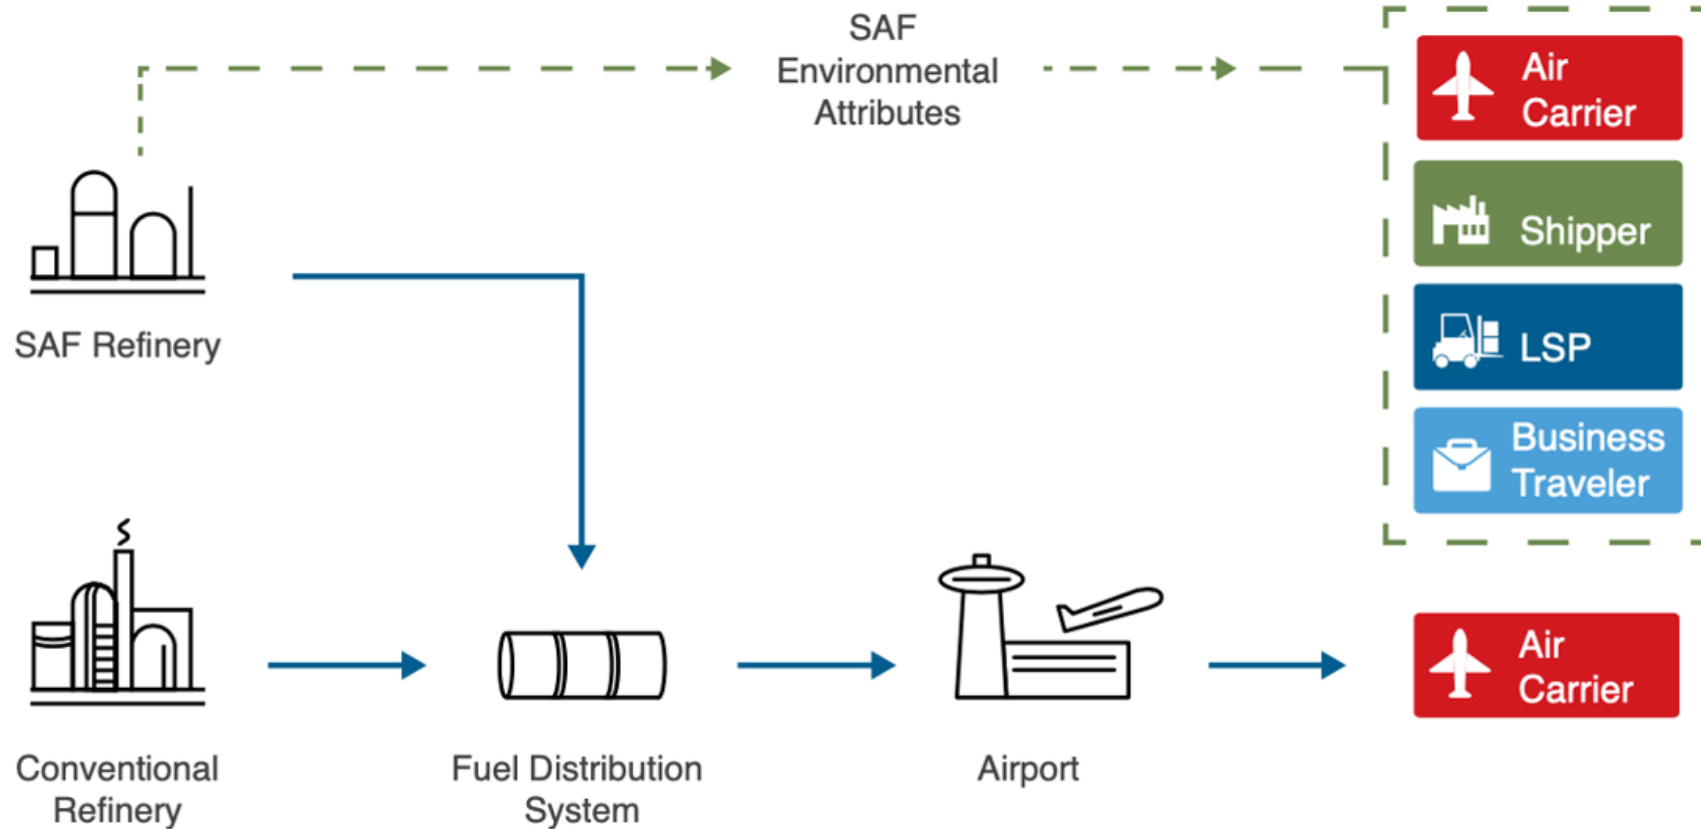 SAF
Environmental
Attributes
Air
Carrier
Shipper
LSP
Business
Traveler
SAF Refinery
Air
Carrier
Conventional
Refinery
Fuel Distribution
System
Airport